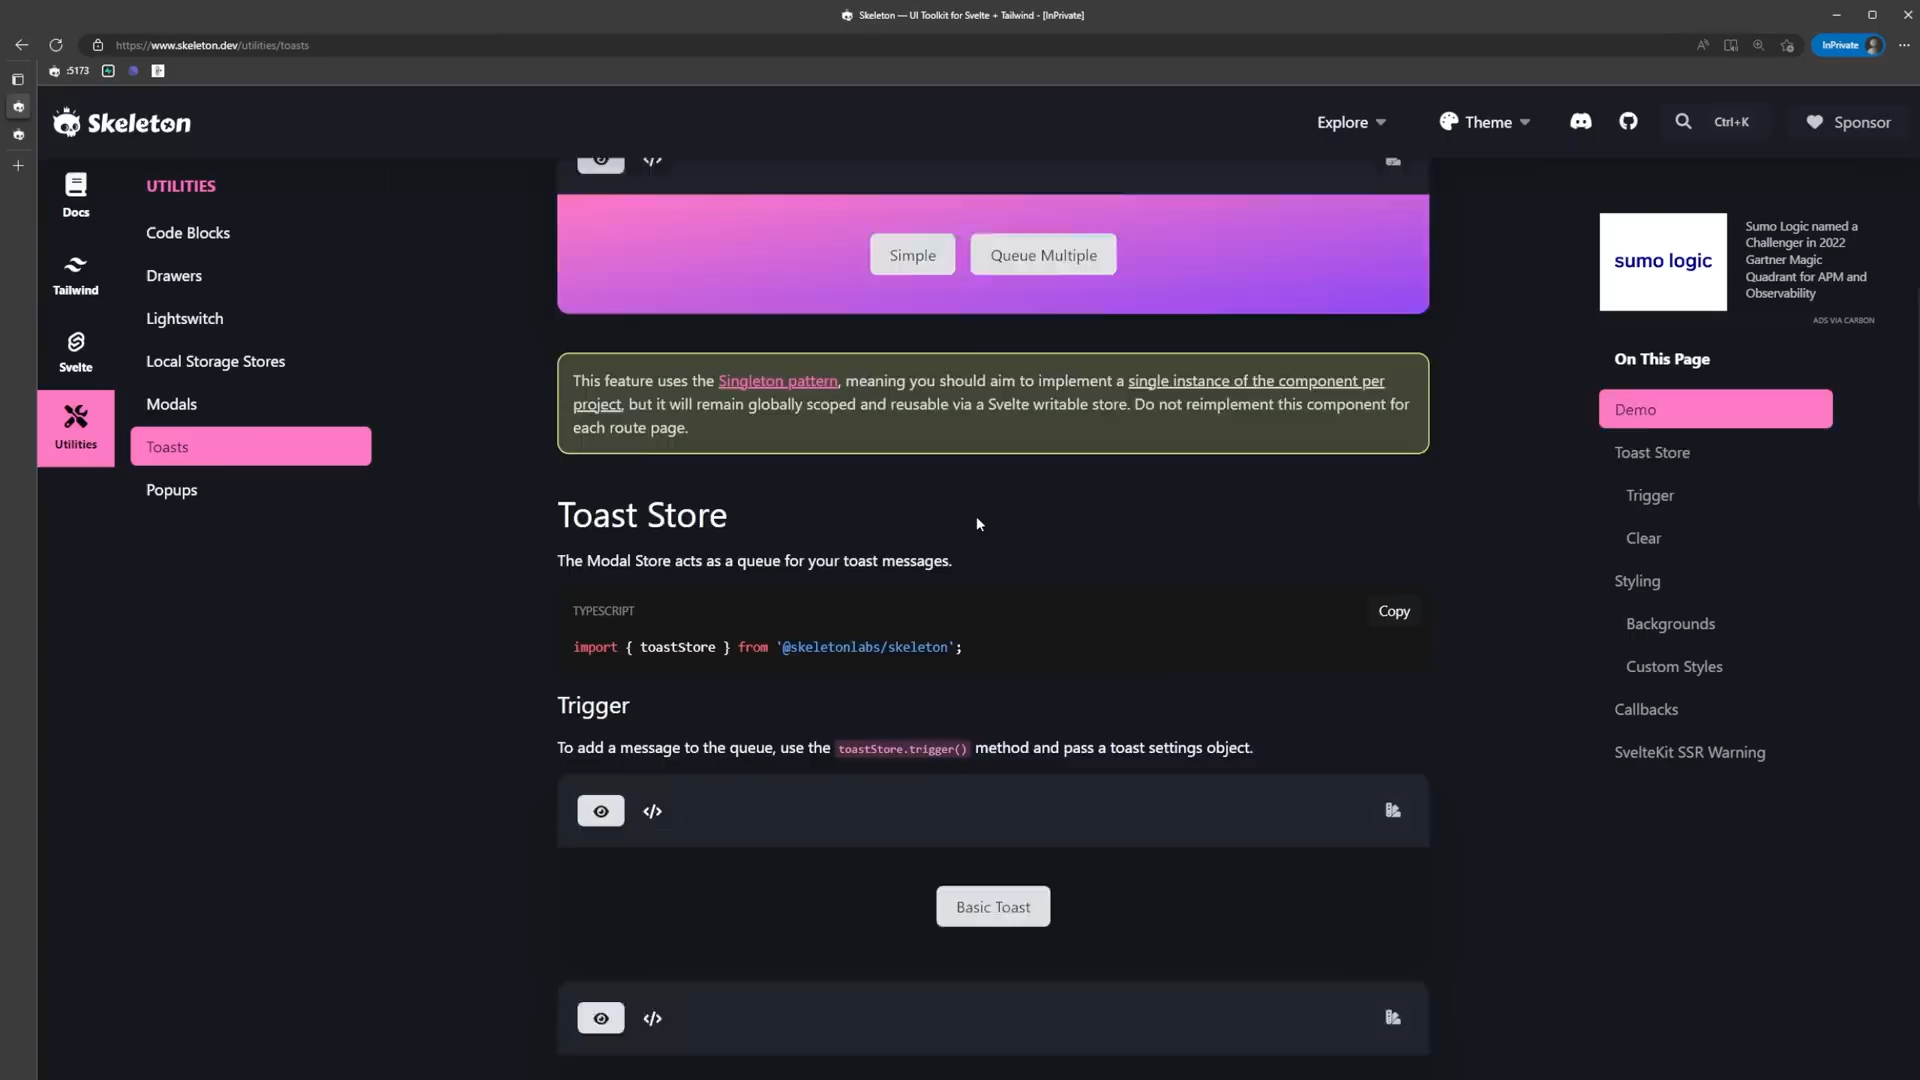 Skeleton — UI Toolkit for Svelte + Tailwind - [InPrivate]
https://www.skeleton.dev/utilities/toasts
InPrivate
:5173
Skeleton
Explore
Theme
Ctrl+K
Sponsor
Docs
Tailwind
Svelte
Utilities
UTILITIES
Code Blocks
Drawers
Lightswitch
Local Storage Stores
Modals
Toasts
Popups
Simple
Queue Multiple
This feature uses the Singleton pattern, meaning you should aim to implement a single instance of the component per
project, but it will remain globally scoped and reusable via a Svelte writable store. Do not reimplement this component for
each route page.
Toast Store
The Modal Store acts as a queue for your toast messages.
TYPESCRIPT
Copy
import { toastStore } from '@skeletonlabs/skeleton';
Trigger
To add a message to the queue, use the toastStore.trigger() method and pass a toast settings object.
</>
Basic Toast
</>
sumo logic
Sumo Logic named a
Challenger in 2022
Gartner Magic
Quadrant for APM and
Observability
ADS VIA CARBON
On This Page
Demo
Toast Store
Trigger
Clear
Styling
Backgrounds
Custom Styles
Callbacks
SvelteKit SSR Warning